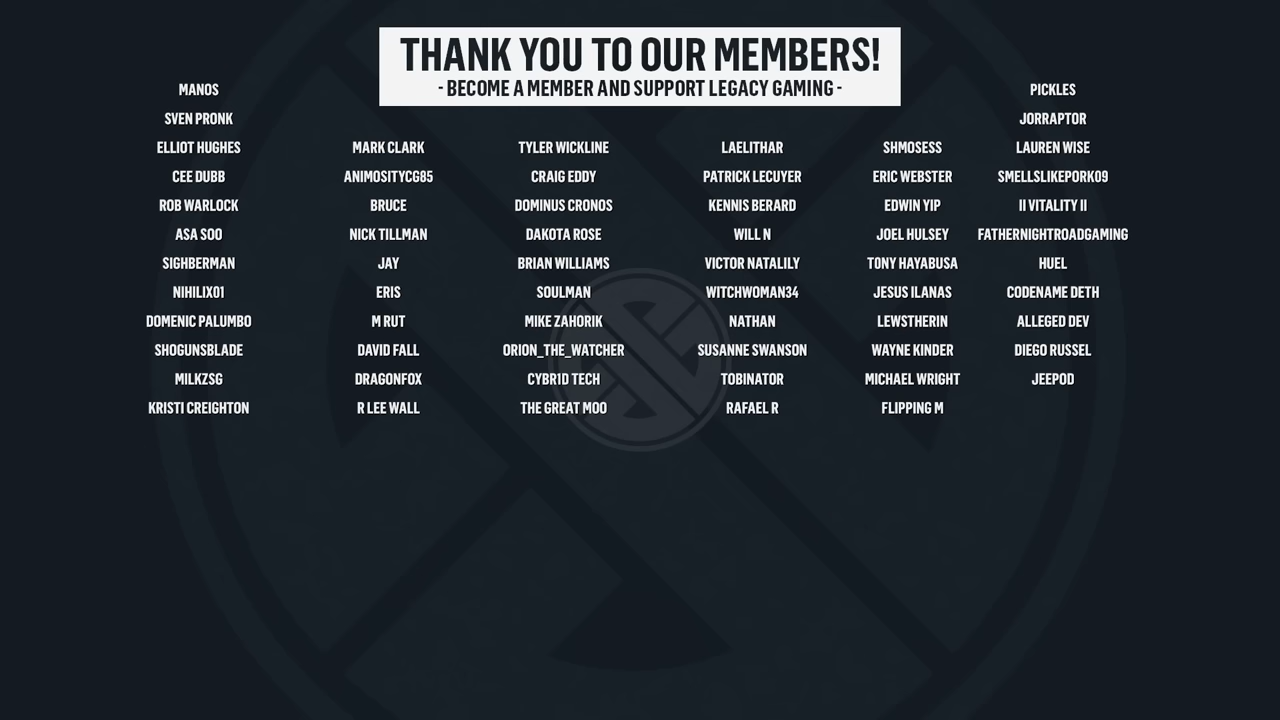 THANK YOU TO OUR MEMBERS!
- BECOME A MEMBER AND SUPPORT LEGACY GAMING -
MANOS
SVEN PRONK
ELLIOT HUGHES
CEE DUBB
ROB WARLOCK
ASA SOO
SIGHBERMAN
NIHILIX01
DOMENIC PALUMBO
SHOGUNSBLADE
MILKZSG
KRISTI CREIGHTON
MARK CLARK
ANIMOSITYCG85
BRUCE
NICK TILLMAN
JAY
ERIS
M RUT
DAVID FALL
DRAGONFOX
R LEE WALL
TYLER WICKLINE
CRAIG EDDY
DOMINUS CRONOS
DAKOTA ROSE
BRIAN WILLIAMS
SOULMAN
MIKE ZAHORIK
ORION_THE_WATCHER
CYBR1D TECH
THE GREAT MOO
LAELITHAR
PATRICK LECUYER
KENNIS BERARD
WILL N
VICTOR NATALILY
WITCHWOMAN34
NATHAN
SUSANNE SWANSON
TOBINATOR
RAFAEL R
SHMOSESS
ERIC WEBSTER
EDWIN YIP
JOEL HULSEY
TONY HAYABUSA
JESUS ILANAS
LEWSTHERIN
WAYNE KINDER
MICHAEL WRIGHT
FLIPPING M
PICKLES
JORRAPTOR
LAUREN WISE
SMELLSLIKEPORK09
II VITALITY II
FATHERNIGHTROADGAMING
HUEL
CODENAME DETH
ALLEGED DEV
DIEGO RUSSEL
JEEPOD